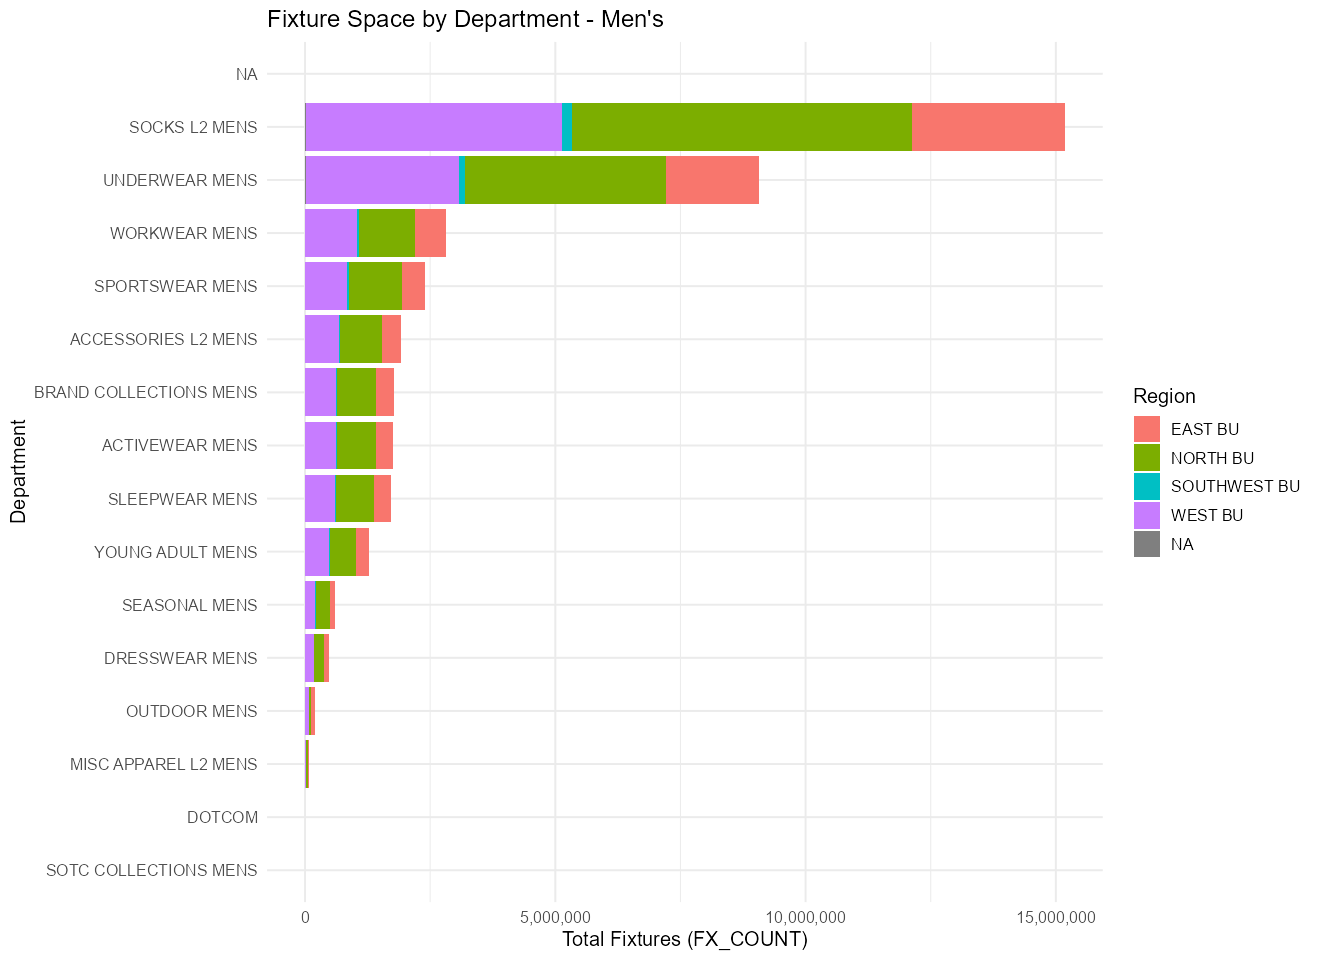 Fixture Space by Department - Men's
NA
SOCKS L2 MENS
UNDERWEAR MENS
WORKWEAR MENS
SPORTSWEAR MENS
ACCESSORIES L2 MENS
BRAND COLLECTIONS MENS
ACTIVEWEAR MENS
SLEEPWEAR MENS
YOUNG ADULT MENS
SEASONAL MENS
DRESSWEAR MENS
OUTDOOR MENS
MISC APPAREL L2 MENS
DOTCOM
SOTC COLLECTIONS MENS
Department
0
5,000,000
10,000,000
15,000,000
Total Fixtures (FX_COUNT)
Region
EAST BU
NORTH BU
SOUTHWEST BU
WEST BU
NA